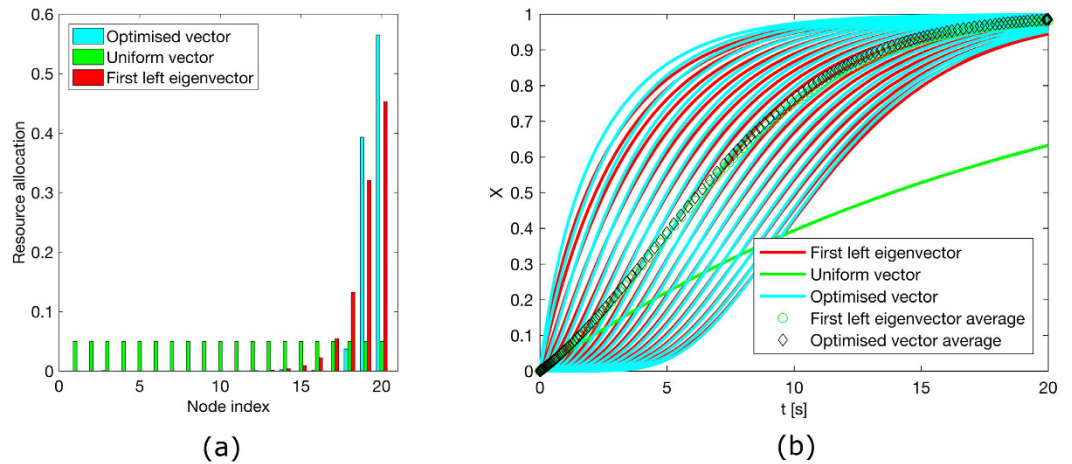 0.6
0.5
0.4
0.3
0.2
0.1
0
Resource allocation
Optimised vector
Uniform vector
First left eigenvector
0 5 10 15 20
Node index
(a)
1
0.9
0.8
0.7
0.6
0.5
0.4
0.3
0.2
0.1
0
X
First left eigenvector
Uniform vector
Optimised vector
First left eigenvector average
Optimised vector average
0 5 10 15 20
t [s]
(b)